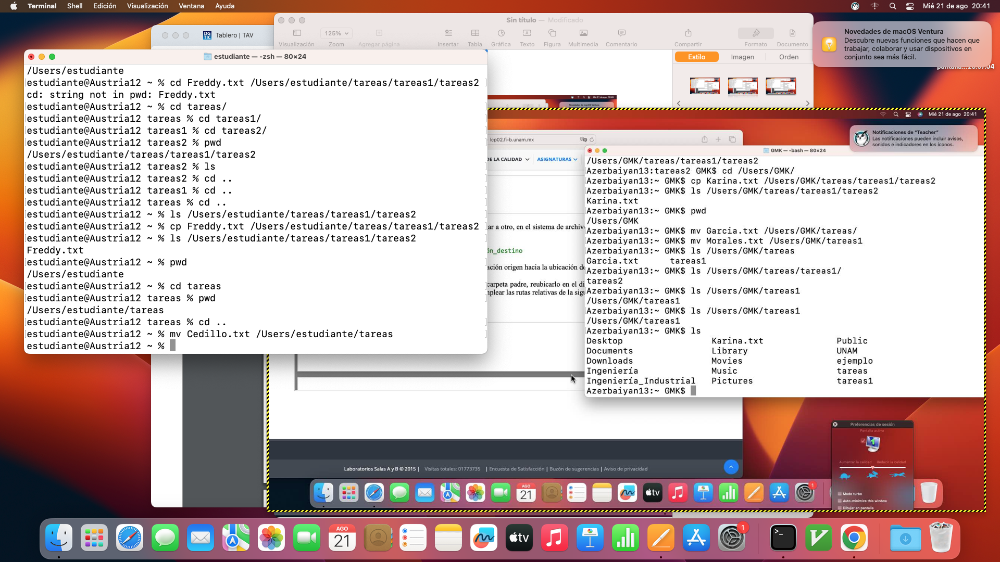 Terminal Shell Edición Visualización Ventana Ayuda
Mié 21 de ago 20:41
Tablero | TAV
Sin título — Modificado
125%
Visualización Zoom Agregar página Insertar Tabla Gráfica Texto Figura Multimedia Comentario Compartir Formato Documento
Estilo Imagen Orden
Novedades de macOS Ventura
Descubre nuevas funciones que hacen que
trabajar, colaborar y usar dispositivos en
conjunto sea más fácil.
estudiante — -zsh — 80×24
/Users/estudiante
estudiante@Austria12 ~ % cd Freddy.txt /Users/estudiante/tareas/tareas1/tareas2
cd: string not in pwd: Freddy.txt
estudiante@Austria12 ~ % cd tareas/
estudiante@Austria12 tareas % cd tareas1/
estudiante@Austria12 tareas1 % cd tareas2/
estudiante@Austria12 tareas2 % pwd
/Users/estudiante/tareas/tareas1/tareas2
estudiante@Austria12 tareas2 % ls
estudiante@Austria12 tareas2 % cd ..
estudiante@Austria12 tareas1 % cd ..
estudiante@Austria12 tareas % cd ..
estudiante@Austria12 ~ % ls /Users/estudiante/tareas/tareas1/tareas2
estudiante@Austria12 ~ % cp Freddy.txt /Users/estudiante/tareas/tareas1/tareas2
estudiante@Austria12 ~ % ls /Users/estudiante/tareas/tareas1/tareas2
Freddy.txt
estudiante@Austria12 ~ % pwd
/Users/estudiante
estudiante@Austria12 ~ % cd tareas
estudiante@Austria12 tareas % pwd
/Users/estudiante/tareas
estudiante@Austria12 tareas % cd ..
estudiante@Austria12 ~ % mv Cedillo.txt /Users/estudiante/tareas
estudiante@Austria12 ~ %
Mié 21 de ago 20:41
Notificaciones de “Teacher”
Las notificaciones pueden incluir avisos,
sonidos e indicadores en los íconos.
lcp02.fi-b.unam.mx
DE LA CALIDAD ASIGNATURAS
ar a otro, en el sistema de archiv
ón_destino
ación origen hacia la ubicación de
carpeta padre, reubicarlo en el di
mplear las rutas relativas de la sigu
GMK — -bash — 80×24
/Users/GMK/tareas/tareas1/tareas2
Azerbaiyan13:tareas2 GMK$ cd /Users/GMK/
Azerbaiyan13:~ GMK$ cp Karina.txt /Users/GMK/tareas/tareas1/tareas2
Azerbaiyan13:~ GMK$ ls /Users/GMK/tareas/tareas1/tareas2
Karina.txt
Azerbaiyan13:~ GMK$ pwd
/Users/GMK
Azerbaiyan13:~ GMK$ mv Garcia.txt /Users/GMK/tareas/
Azerbaiyan13:~ GMK$ mv Morales.txt /Users/GMK/tareas1
Azerbaiyan13:~ GMK$ ls /Users/GMK/tareas
Garcia.txt tareas1
Azerbaiyan13:~ GMK$ ls /Users/GMK/tareas/tareas1/
tareas2
Azerbaiyan13:~ GMK$ ls /Users/GMK/tareas1
/Users/GMK/tareas1
Azerbaiyan13:~ GMK$ ls /Users/GMK/tareas1
/Users/GMK/tareas1
Azerbaiyan13:~ GMK$ ls
Desktop Karina.txt Public
Documents Library UNAM
Downloads Movies ejemplo
Ingeniería Music tareas
Ingeniería_Industrial Pictures tareas1
Azerbaiyan13:~ GMK$
Preferencias de sesión
Pantalla activa
Aumentar la calidad Reducir la calidad
Modo turbo
Auto-minimize this window
Dibujar en pantalla
Laboratorios Salas A y B © 2015 | Visitas totales: 01773735 | Encuesta de Satisfacción | Buzón de sugerencias | Aviso de privacidad
AGO
21
tv
1
AGO
21
tv
1